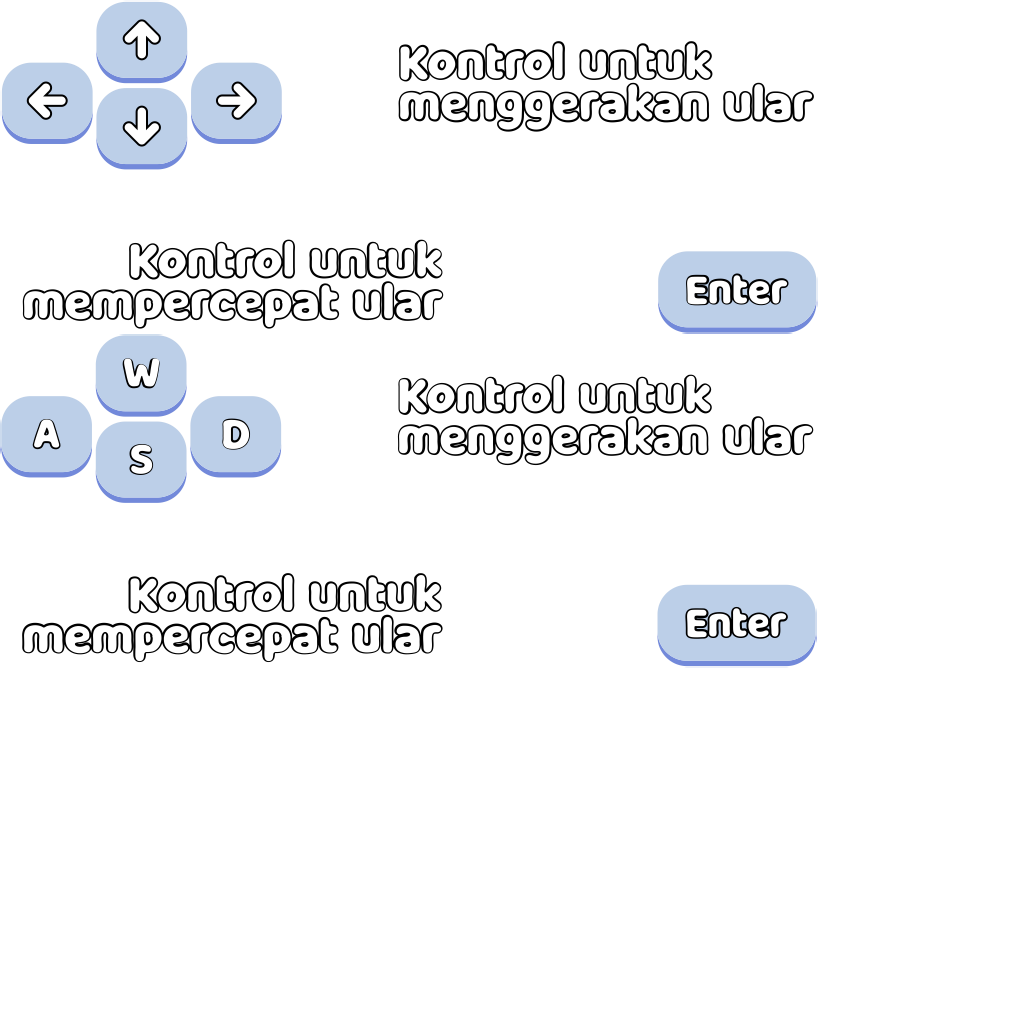 ↑
← ↓ →
Kontrol untuk
menggerakan ular
Kontrol untuk
mempercepat ular
Enter
W
A S D
Kontrol untuk
menggerakan ular
Kontrol untuk
mempercepat ular
Enter